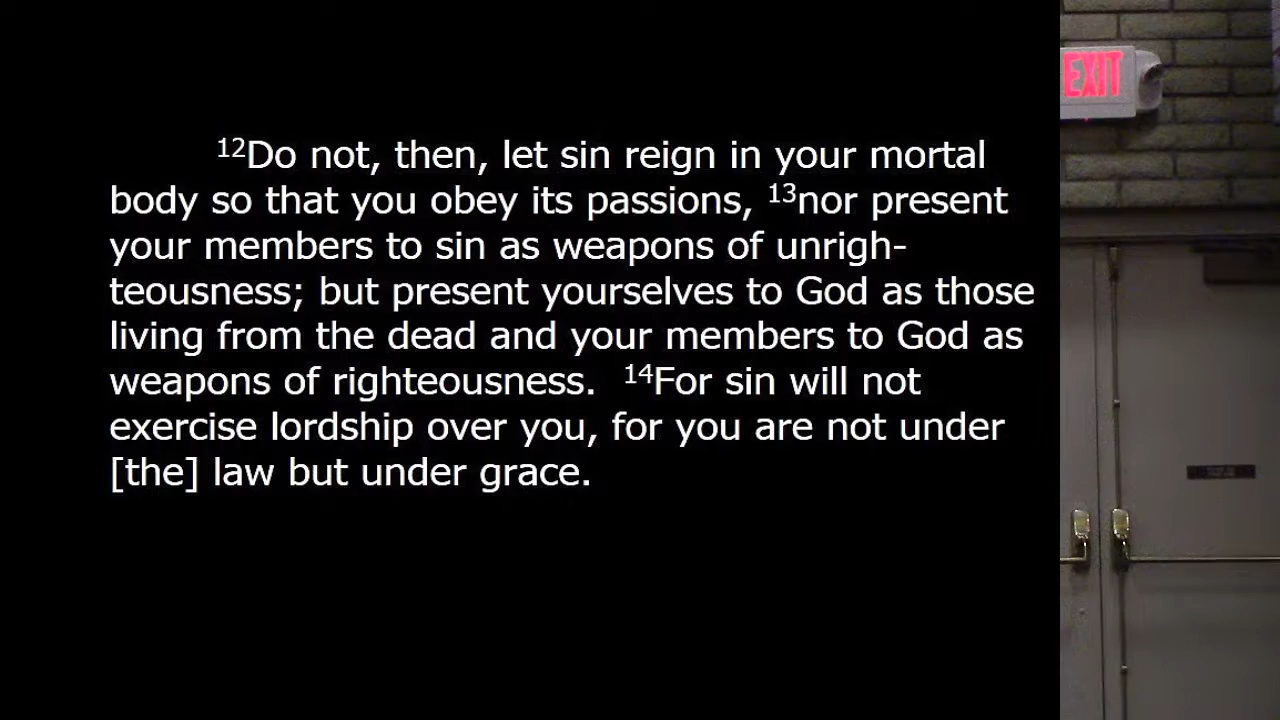 ¹²Do not, then, let sin reign in your mortal
body so that you obey its passions, ¹³nor present
your members to sin as weapons of unrigh-
teousness; but present yourselves to God as those
living from the dead and your members to God as
weapons of righteousness. ¹⁴For sin will not
exercise lordship over you, for you are not under
[the] law but under grace.
EXIT